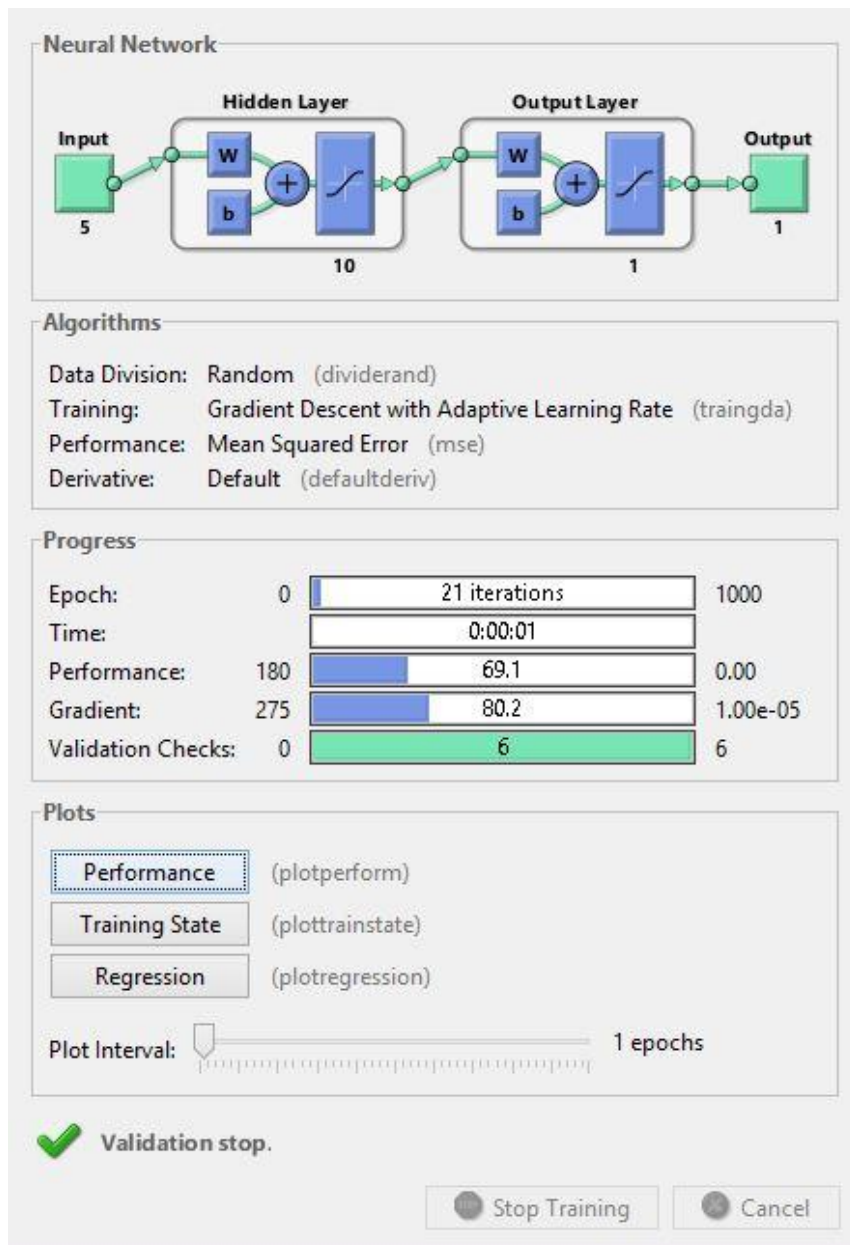 Neural Network
Hidden Layer Output Layer
Input Output
W W
b b
5 1
10 1
Algorithms
Data Division: Random (dividerand)
Training: Gradient Descent with Adaptive Learning Rate (traingda)
Performance: Mean Squared Error (mse)
Derivative: Default (defaultderiv)
Progress
Epoch: 0 21 iterations 1000
Time: 0:00:01
Performance: 180 69.1 0.00
Gradient: 275 80.2 1.00e-05
Validation Checks: 0 6 6
Plots
Performance (plotperform)
Training State (plottrainstate)
Regression (plotregression)
Plot Interval: 1 epochs
Validation stop.
Stop Training Cancel